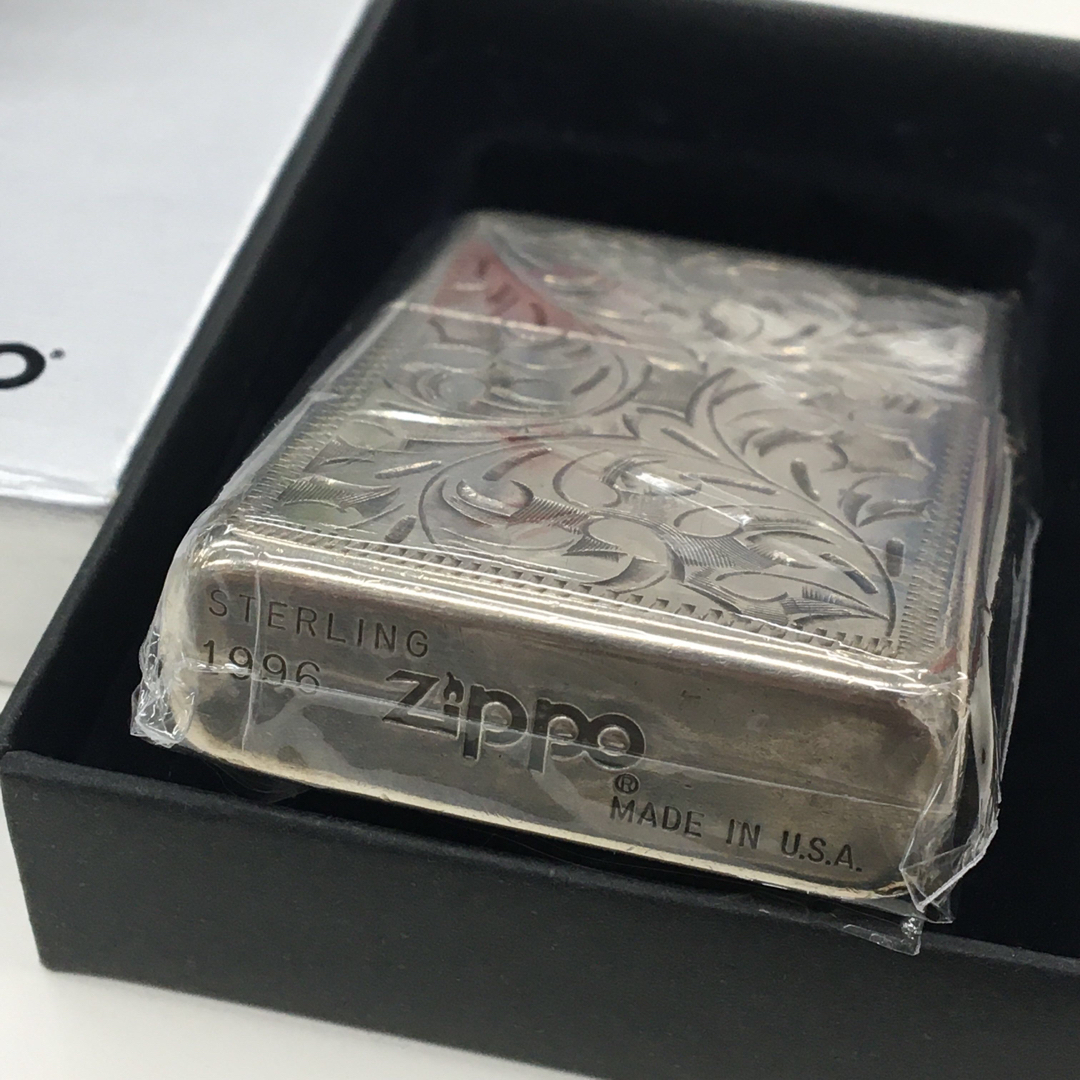 STERLING
1996
Zippo
®
MADE IN U.S.A.